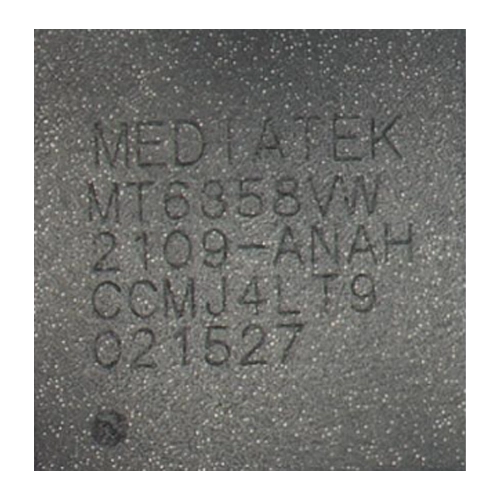 MEDIATEK
MT6358VW
2109-ANAH
CCMJ4LT9
021527